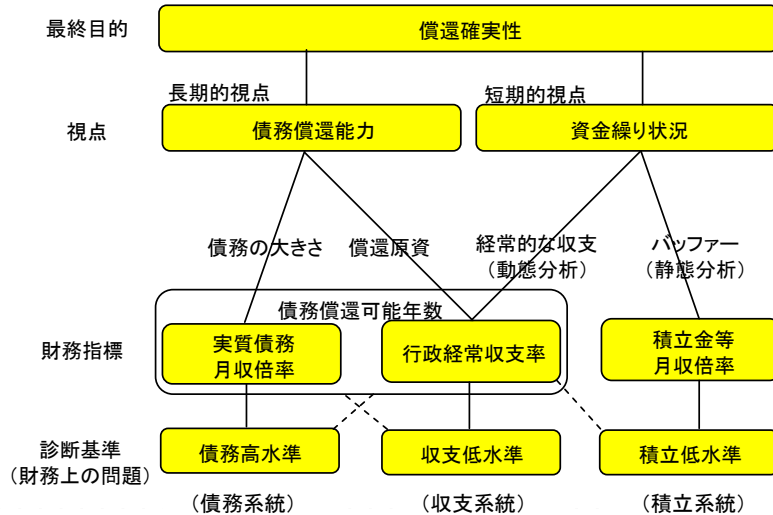 最終目的
償還確実性
長期的視点
短期的視点
視点
債務償還能力
資金繰り状況
債務の大きさ
償還原資
経常的な収支
（動態分析）
バッファー
（静態分析）
債務償還可能年数
財務指標
実質債務
月収倍率
行政経常収支率
積立金等
月収倍率
診断基準
（財務上の問題）
債務高水準
収支低水準
積立低水準
（債務系統）
（収支系統）
（積立系統）